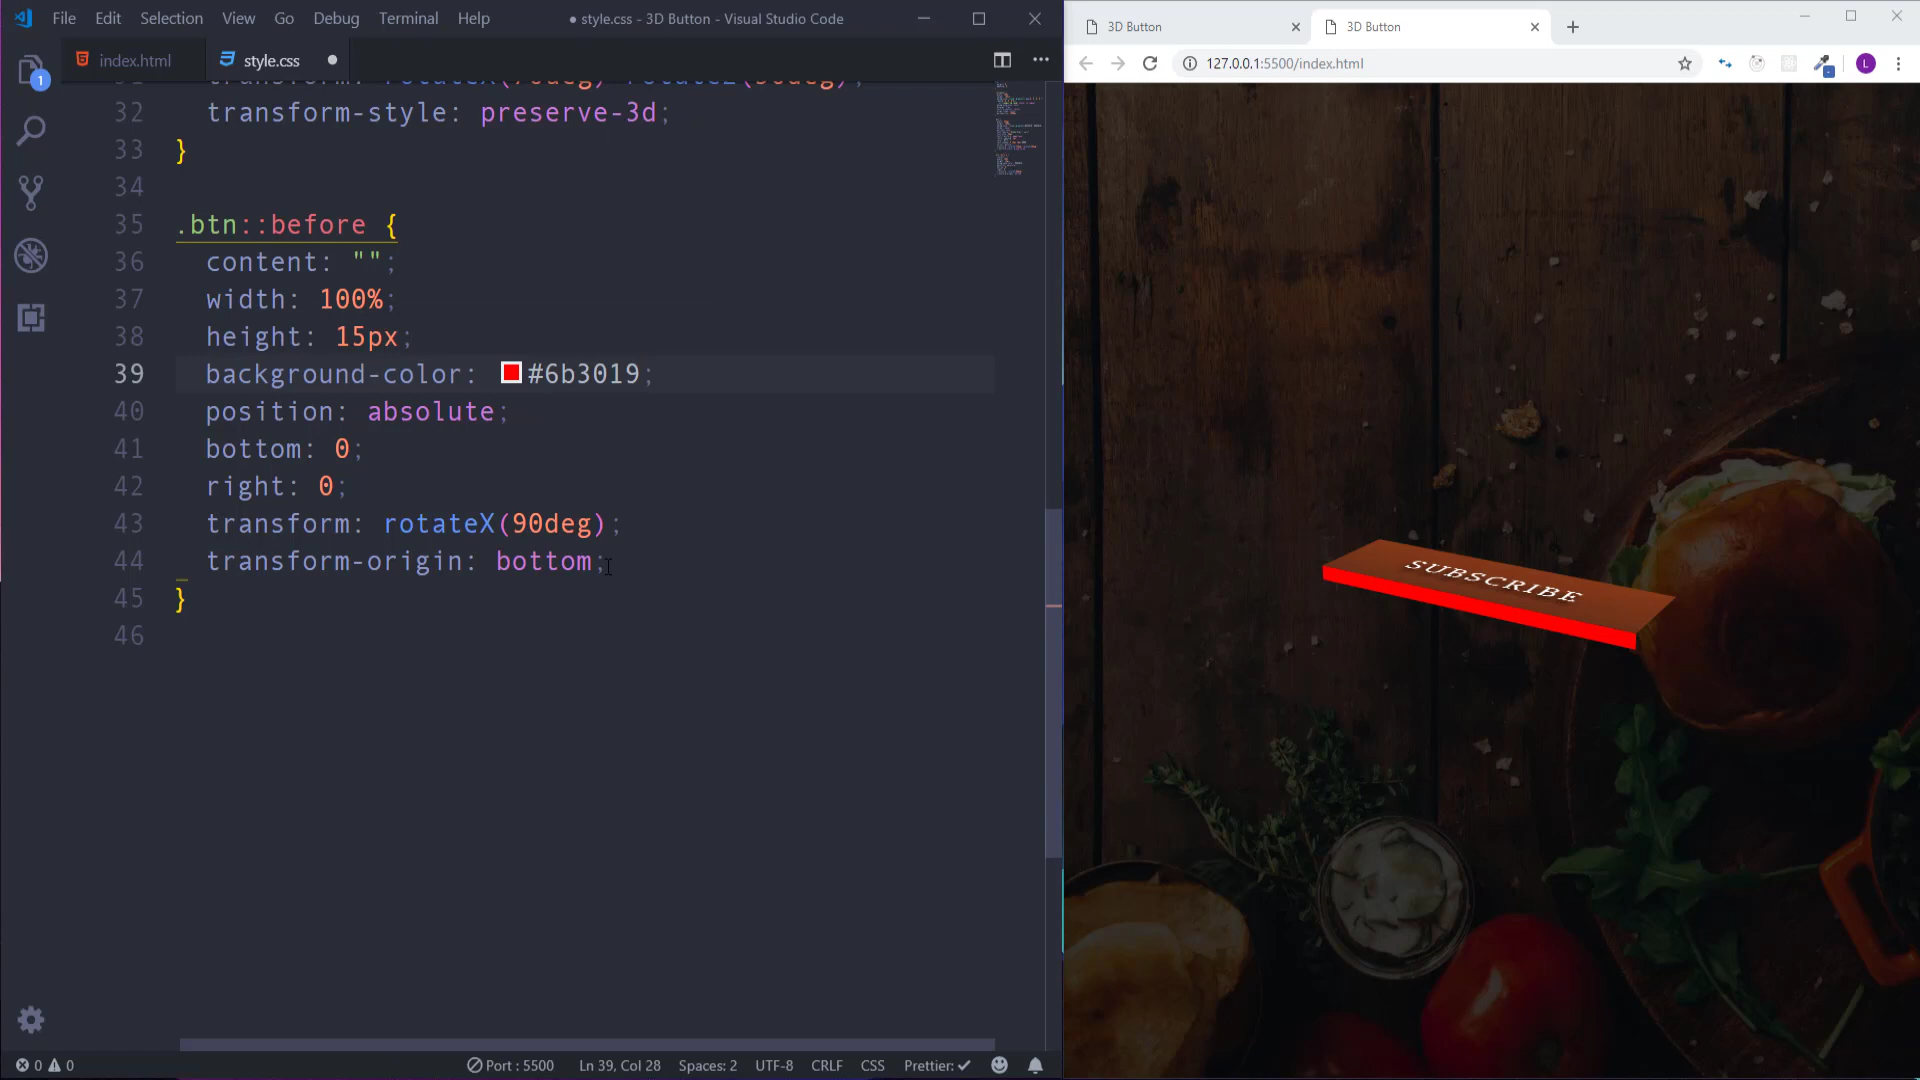 File Edit Selection View Go Debug Terminal Help
● style.css - 3D Button - Visual Studio Code
index.html
style.css ●
1
32 transform-style: preserve-3d;
33 }
34
35 .btn::before {
36 content: "";
37 width: 100%;
38 height: 15px;
39 background-color: #6b3019;
40 position: absolute;
41 bottom: 0;
42 right: 0;
43 transform: rotateX(90deg);
44 transform-origin: bottom;
45 }
46
0 0 Port : 5500 Ln 39, Col 28 Spaces: 2 UTF-8 CRLF CSS Prettier: ✓
3D Button
3D Button
127.0.0.1:5500/index.html
L
SUBSCRIBE